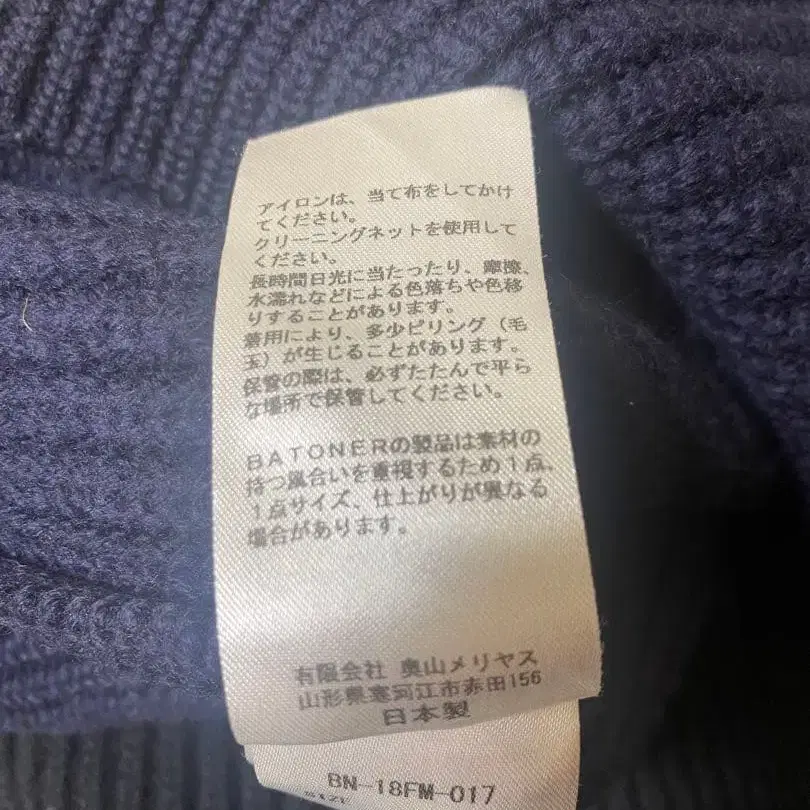 アイロンは、当て布をしてかけ
てください。
クリーニングネットを使用して
ください。
長時間日光に当たったり、摩擦、
水濡れなどによる色落ちや色移
りすることがあります。
着用により、多少ピリング（毛
玉）が生じることがあります。
保管の際は、必ずたたんで平ら
な場所で保管してください。
BATONERの製品は素材の
持つ風合いを重視するため1点、
1点サイズ、仕上がりが異なる
場合があります。
有限会社 奥山メリヤス
山形県寒河江市赤田156
日本製
BN-18FM-017